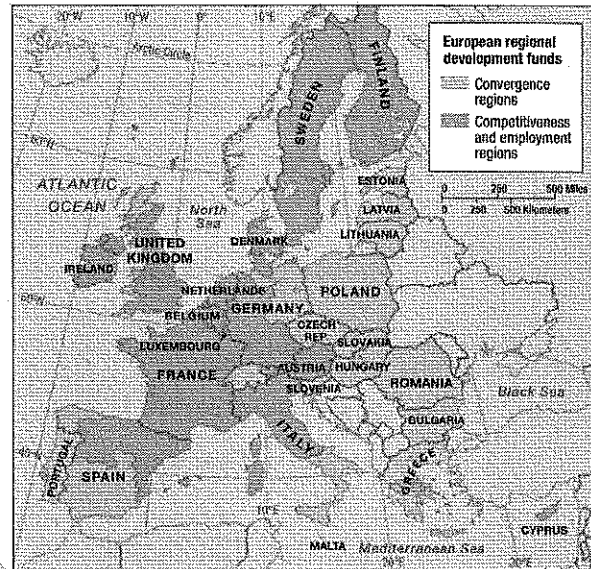 20°W
10°W
0°
10°E
Arctic Circle
European regional
development funds
Convergence
regions
Competitiveness
and employment
regions
0 250 500 Miles
0 250 500 Kilometers
FINLAND
SWEDEN
ATLANTIC
OCEAN
North
Sea
ESTONIA
LATVIA
LITHUANIA
DENMARK
UNITED
KINGDOM
IRELAND
NETHERLANDS
POLAND
GERMANY
BELGIUM
CZECH
REP.
SLOVAKIA
LUXEMBOURG
AUSTRIA
HUNGARY
FRANCE
SLOVENIA
ROMANIA
Black Sea
BULGARIA
ITALY
PORTUGAL
SPAIN
GREECE
10°E
CYPRUS
MALTA
Mediterranean Sea